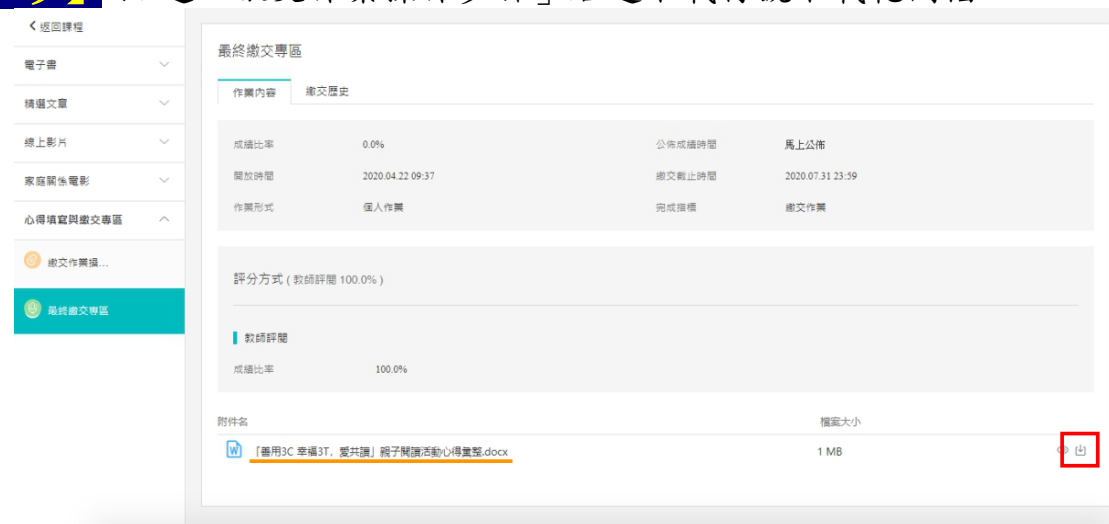 返回課程
電子書
精選文章
線上影片
家庭關係電影
心得填寫與繳交專區
繳交作業操...
最終繳交專區
最終繳交專區
作業內容 繳交歷史
成績比率 0.0% 公佈成績時間 馬上公佈
開放時間 2020.04.22 09:37 繳交截止時間 2020.07.31 23:59
作業形式 個人作業 完成指標 繳交作業
評分方式 ( 教師評閱 100.0% )
教師評閱
成績比率 100.0%
附件名 檔案大小
「善用3C 幸福3T，愛共讀」親子閱讀活動心得彙整.docx 1 MB